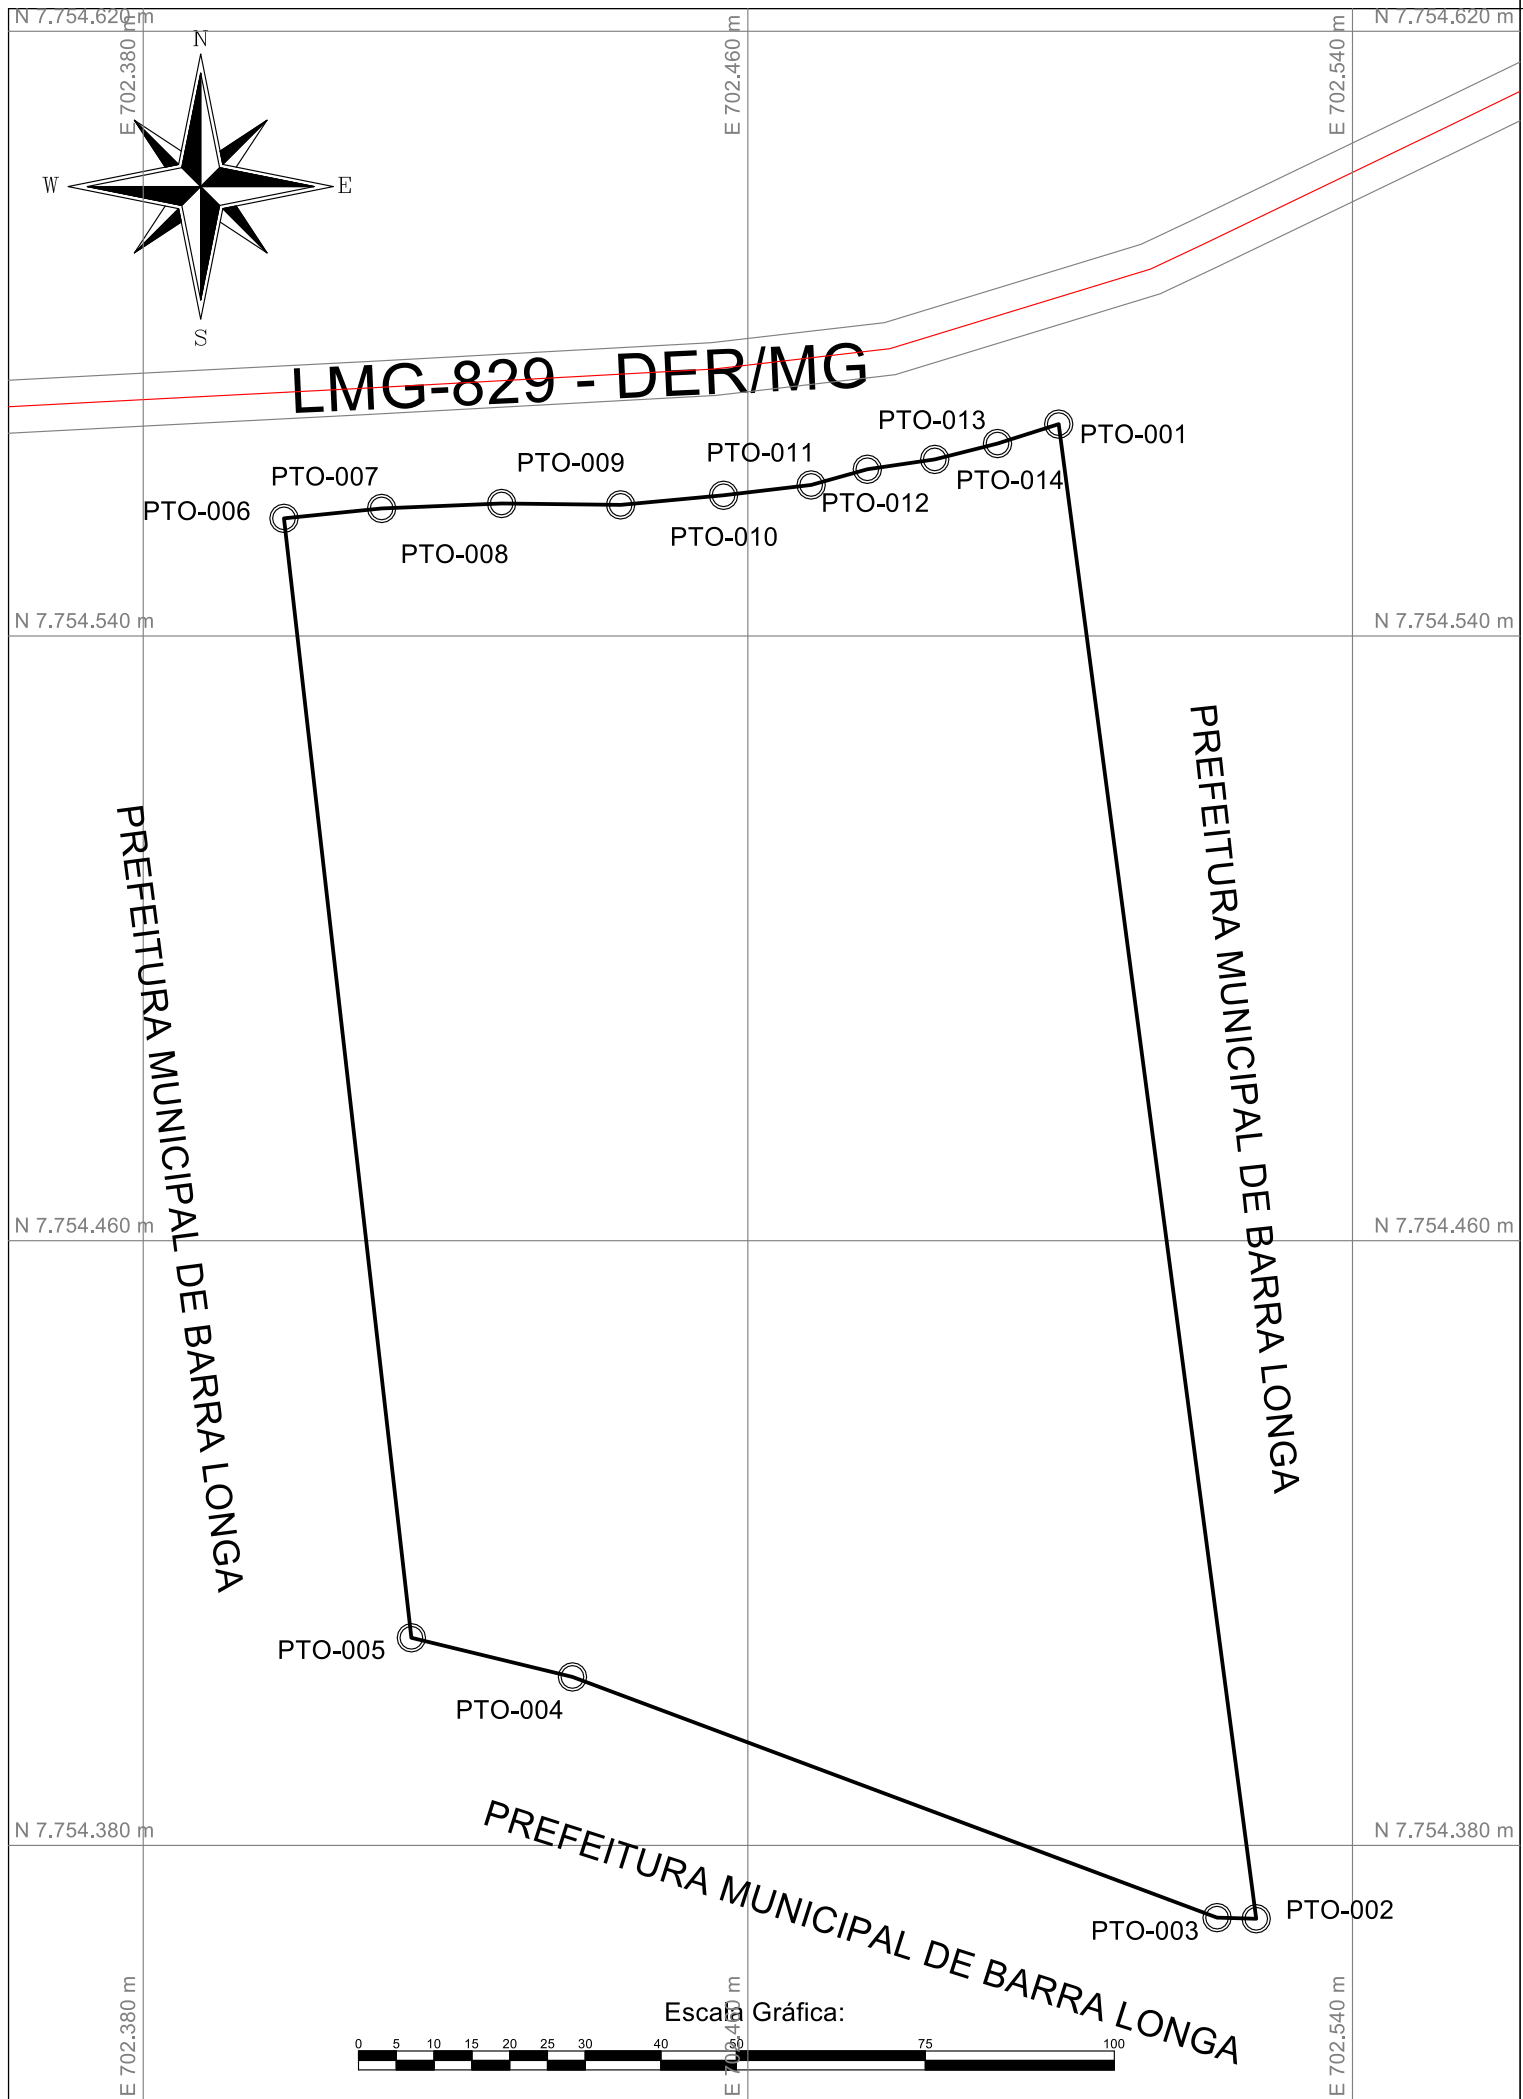 N 7.754.620 m
N 7.754.620 m
E 702.380 m
E 702.460 m
E 702.540 m
N
W
E
S
LMG-829 - DER/MG
PTO-013
PTO-001
PTO-011
PTO-009
PTO-007
PTO-014
PTO-012
PTO-006
PTO-010
PTO-008
N 7.754.540 m
N 7.754.540 m
PREFEITURA MUNICIPAL DE BARRA LONGA
PREFEITURA MUNICIPAL DE BARRA LONGA
N 7.754.460 m
N 7.754.460 m
PTO-005
PTO-004
N 7.754.380 m
N 7.754.380 m
PREFEITURA MUNICIPAL DE BARRA LONGA
PTO-003
PTO-002
E 702.380 m
E 702.460 m
E 702.540 m
Escala Gráfica:
0 5 10 15 20 25 30 40 50 75 100